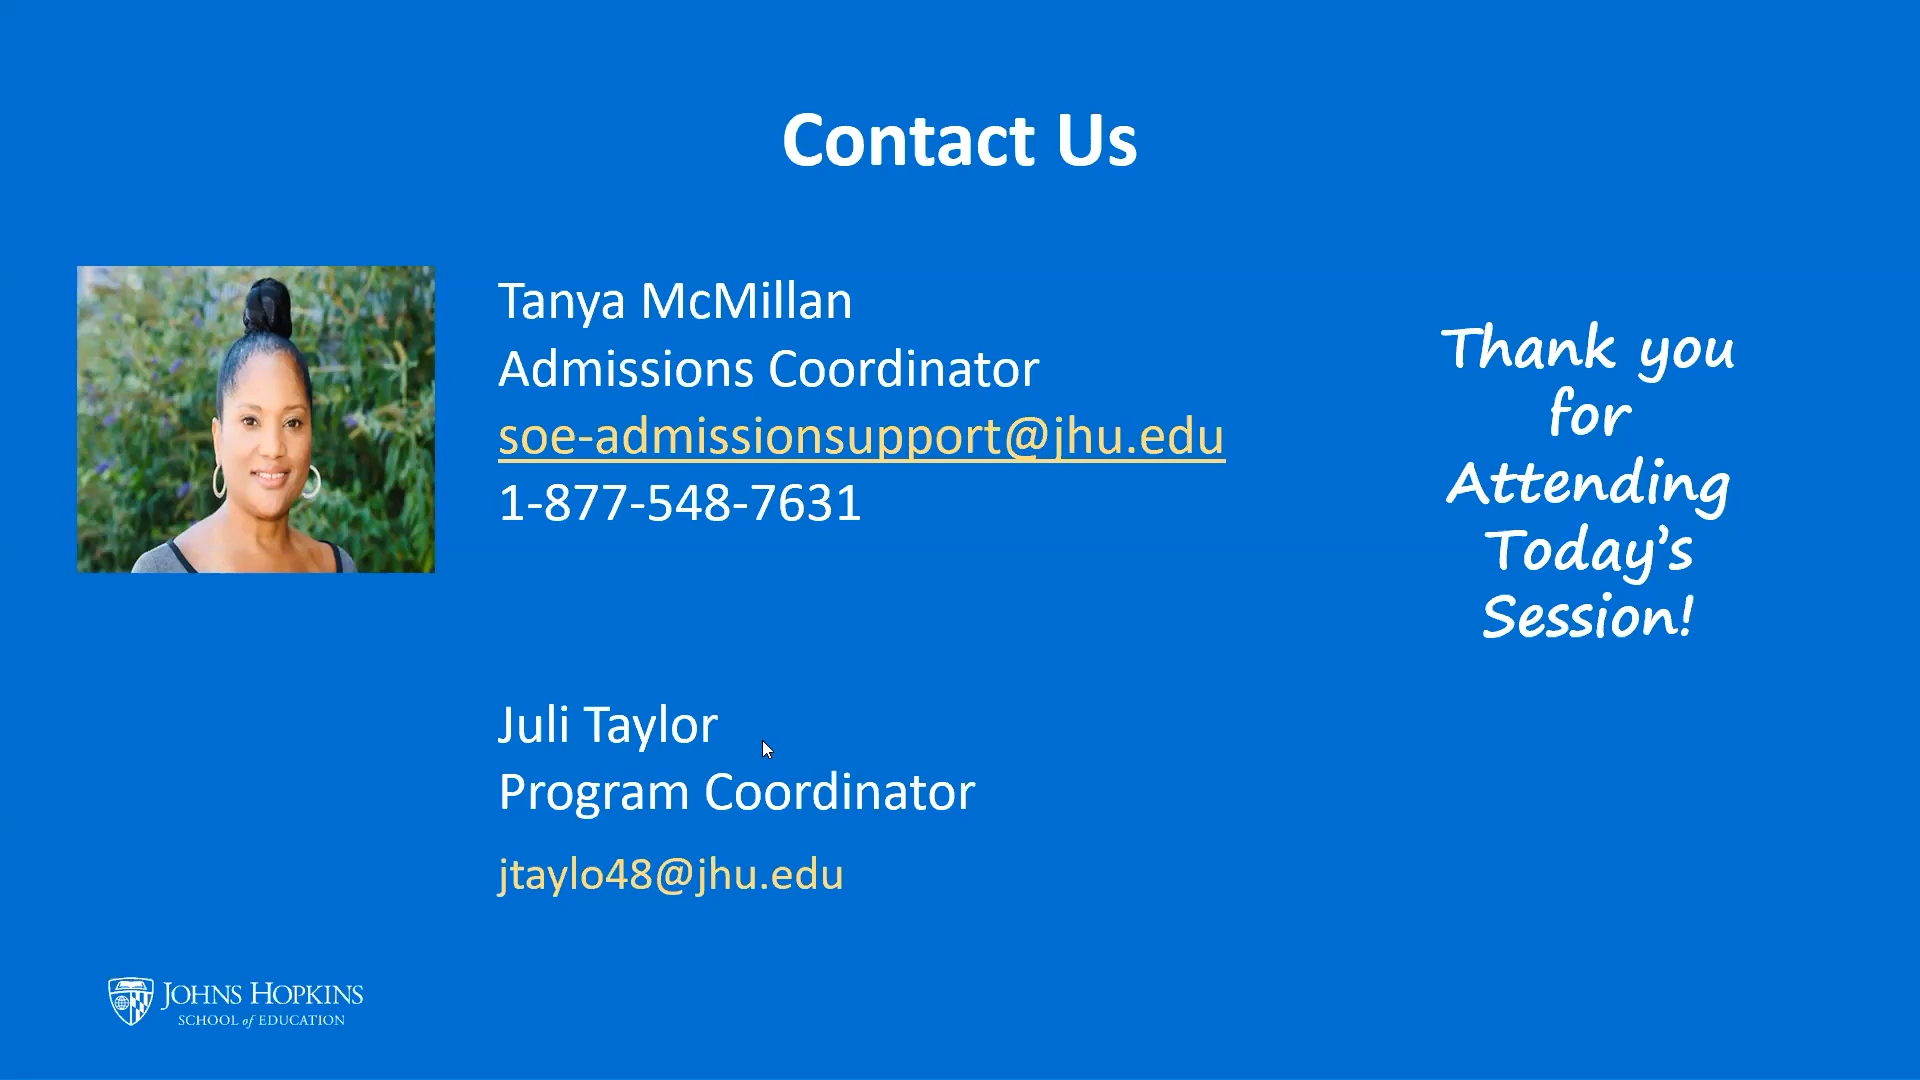 Contact Us
Tanya McMillan
Admissions Coordinator
soe-admissionsupport@jhu.edu
1-877-548-7631
Thank you
for
Attending
Today’s
Session!
Juli Taylor
Program Coordinator
jtaylo48@jhu.edu
JOHNS HOPKINS
SCHOOL of EDUCATION